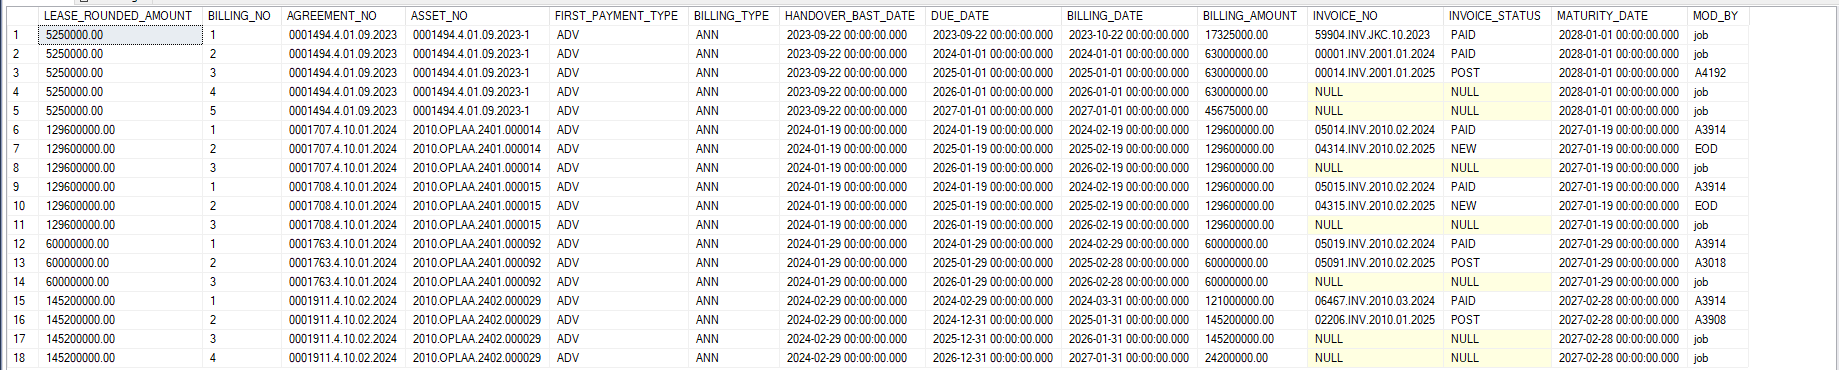 LEASE_ROUNDED_AMOUNT BILLING_NO AGREEMENT_NO ASSET_NO FIRST_PAYMENT_TYPE BILLING_TYPE HANDOVER_BAST_DATE DUE_DATE BILLING_DATE BILLING_AMOUNT INVOICE_NO INVOICE_STATUS MATURITY_DATE MOD_BY
1 5250000.00 1 0001494.4.01.09.2023 0001494.4.01.09.2023-1 ADV ANN 2023-09-22 00:00:00.000 2023-09-22 00:00:00.000 2023-10-22 00:00:00.000 17325000.00 59904.INV.JKC.10.2023 PAID 2028-01-01 00:00:00.000 job
2 5250000.00 2 0001494.4.01.09.2023 0001494.4.01.09.2023-1 ADV ANN 2023-09-22 00:00:00.000 2024-01-01 00:00:00.000 2024-01-01 00:00:00.000 63000000.00 00001.INV.2001.01.2024 PAID 2028-01-01 00:00:00.000 job
3 5250000.00 3 0001494.4.01.09.2023 0001494.4.01.09.2023-1 ADV ANN 2023-09-22 00:00:00.000 2025-01-01 00:00:00.000 2025-01-01 00:00:00.000 63000000.00 00014.INV.2001.01.2025 POST 2028-01-01 00:00:00.000 A4192
4 5250000.00 4 0001494.4.01.09.2023 0001494.4.01.09.2023-1 ADV ANN 2023-09-22 00:00:00.000 2026-01-01 00:00:00.000 2026-01-01 00:00:00.000 63000000.00 NULL NULL 2028-01-01 00:00:00.000 job
5 5250000.00 5 0001494.4.01.09.2023 0001494.4.01.09.2023-1 ADV ANN 2023-09-22 00:00:00.000 2027-01-01 00:00:00.000 2027-01-01 00:00:00.000 45675000.00 NULL NULL 2028-01-01 00:00:00.000 job
6 129600000.00 1 0001707.4.10.01.2024 2010.OPLAA.2401.000014 ADV ANN 2024-01-19 00:00:00.000 2024-01-19 00:00:00.000 2024-02-19 00:00:00.000 129600000.00 05014.INV.2010.02.2024 PAID 2027-01-19 00:00:00.000 A3914
7 129600000.00 2 0001707.4.10.01.2024 2010.OPLAA.2401.000014 ADV ANN 2024-01-19 00:00:00.000 2025-01-19 00:00:00.000 2025-02-19 00:00:00.000 129600000.00 04314.INV.2010.02.2025 NEW 2027-01-19 00:00:00.000 EOD
8 129600000.00 3 0001707.4.10.01.2024 2010.OPLAA.2401.000014 ADV ANN 2024-01-19 00:00:00.000 2026-01-19 00:00:00.000 2026-02-19 00:00:00.000 129600000.00 NULL NULL 2027-01-19 00:00:00.000 job
9 129600000.00 1 0001708.4.10.01.2024 2010.OPLAA.2401.000015 ADV ANN 2024-01-19 00:00:00.000 2024-01-19 00:00:00.000 2024-02-19 00:00:00.000 129600000.00 05015.INV.2010.02.2024 PAID 2027-01-19 00:00:00.000 A3914
10 129600000.00 2 0001708.4.10.01.2024 2010.OPLAA.2401.000015 ADV ANN 2024-01-19 00:00:00.000 2025-01-19 00:00:00.000 2025-02-19 00:00:00.000 129600000.00 04315.INV.2010.02.2025 NEW 2027-01-19 00:00:00.000 EOD
11 129600000.00 3 0001708.4.10.01.2024 2010.OPLAA.2401.000015 ADV ANN 2024-01-19 00:00:00.000 2026-01-19 00:00:00.000 2026-02-19 00:00:00.000 129600000.00 NULL NULL 2027-01-19 00:00:00.000 job
12 60000000.00 1 0001763.4.10.01.2024 2010.OPLAA.2401.000092 ADV ANN 2024-01-29 00:00:00.000 2024-01-29 00:00:00.000 2024-02-29 00:00:00.000 60000000.00 05019.INV.2010.02.2024 PAID 2027-01-29 00:00:00.000 A3914
13 60000000.00 2 0001763.4.10.01.2024 2010.OPLAA.2401.000092 ADV ANN 2024-01-29 00:00:00.000 2025-01-29 00:00:00.000 2025-02-28 00:00:00.000 60000000.00 05091.INV.2010.02.2025 POST 2027-01-29 00:00:00.000 A3018
14 60000000.00 3 0001763.4.10.01.2024 2010.OPLAA.2401.000092 ADV ANN 2024-01-29 00:00:00.000 2026-01-29 00:00:00.000 2026-02-28 00:00:00.000 60000000.00 NULL NULL 2027-01-29 00:00:00.000 job
15 145200000.00 1 0001911.4.10.02.2024 2010.OPLAA.2402.000029 ADV ANN 2024-02-29 00:00:00.000 2024-02-29 00:00:00.000 2024-03-31 00:00:00.000 121000000.00 06467.INV.2010.03.2024 PAID 2027-02-28 00:00:00.000 A3914
16 145200000.00 2 0001911.4.10.02.2024 2010.OPLAA.2402.000029 ADV ANN 2024-02-29 00:00:00.000 2024-12-31 00:00:00.000 2025-01-31 00:00:00.000 145200000.00 02206.INV.2010.01.2025 POST 2027-02-28 00:00:00.000 A3908
17 145200000.00 3 0001911.4.10.02.2024 2010.OPLAA.2402.000029 ADV ANN 2024-02-29 00:00:00.000 2025-12-31 00:00:00.000 2026-01-31 00:00:00.000 145200000.00 NULL NULL 2027-02-28 00:00:00.000 job
18 145200000.00 4 0001911.4.10.02.2024 2010.OPLAA.2402.000029 ADV ANN 2024-02-29 00:00:00.000 2026-12-31 00:00:00.000 2027-01-31 00:00:00.000 24200000.00 NULL NULL 2027-02-28 00:00:00.000 job